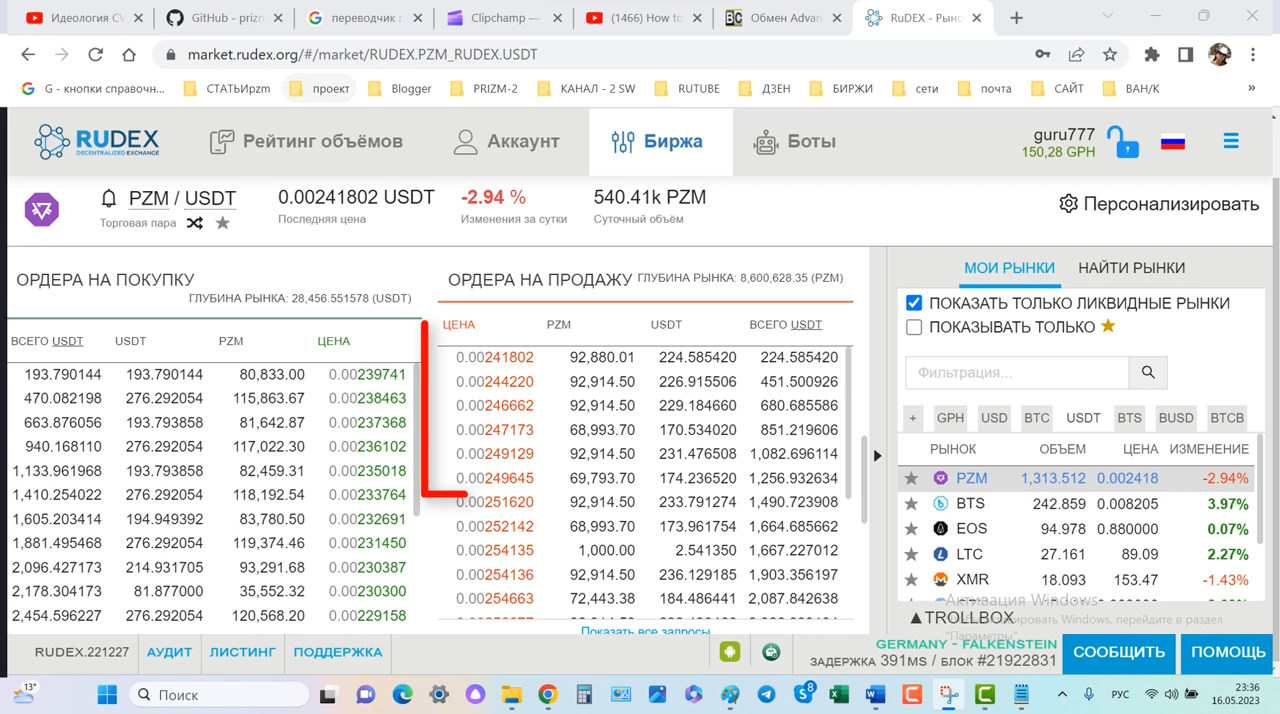 Идеология CV
GitHub - prizn
переводчик г
Clipchamp —
(1466) How to
Обмен Advan
RuDEX - Рыно
market.rudex.org/#/market/RUDEX.PZM_RUDEX.USDT
G - кнопки справочн...
СТАТЬИpzm
проект
Blogger
PRIZM-2
КАНАЛ - 2 SW
RUTUBE
ДЗЕН
БИРЖИ
сети
почта
САЙТ
ВАН/К
»
RUDEX
DECENTRALIZED EXCHANGE
Рейтинг объёмов
Аккаунт
Биржа
Боты
guru777
150,28 GPH
PZM / USDT
Торговая пара
0.00241802 USDT
Последняя цена
-2.94 %
Изменения за сутки
540.41k PZM
Суточный объём
Персонализировать
ОРДЕРА НА ПОКУПКУ
ГЛУБИНА РЫНКА: 28,456.551578 (USDT)
ВСЕГО USDT USDT PZM ЦЕНА
193.790144 193.790144 80,833.00 0.00239741
470.082198 276.292054 115,863.67 0.00238463
663.876056 193.793858 81,642.87 0.00237368
940.168110 276.292054 117,022.30 0.00236102
1,133.961968 193.793858 82,459.31 0.00235018
1,410.254022 276.292054 118,192.54 0.00233764
1,605.203414 194.949392 83,780.50 0.00232691
1,881.495468 276.292054 119,374.46 0.00231450
2,096.427173 214.931705 93,291.68 0.00230387
2,178.304173 81.877000 35,552.32 0.00230300
2,454.596227 276.292054 120,568.20 0.00229158
ОРДЕРА НА ПРОДАЖУ ГЛУБИНА РЫНКА: 8,600,628.35 (PZM)
ЦЕНА PZM USDT ВСЕГО USDT
0.00241802 92,880.01 224.585420 224.585420
0.00244220 92,914.50 226.915506 451.500926
0.00246662 92,914.50 229.184660 680.685586
0.00247173 68,993.70 170.534020 851.219606
0.00249129 92,914.50 231.476508 1,082.696114
0.00249645 69,793.70 174.236520 1,256.932634
0.00251620 92,914.50 233.791274 1,490.723908
0.00252142 68,993.70 173.961754 1,664.685662
0.00254135 1,000.00 2.541350 1,667.227012
0.00254136 92,914.50 236.129185 1,903.356197
0.00254663 72,443.38 184.486441 2,087.842638
Показать все запросы
МОИ РЫНКИ НАЙТИ РЫНКИ
ПОКАЗАТЬ ТОЛЬКО ЛИКВИДНЫЕ РЫНКИ
ПОКАЗЫВАТЬ ТОЛЬКО
Фильтрация...
+ GPH USD BTC USDT BTS BUSD BTCB
РЫНОК ОБЪЕМ ЦЕНА ИЗМЕНЕНИЕ
PZM 1,313.512 0.002418 -2.94%
BTS 242.859 0.008205 3.97%
EOS 94.978 0.880000 0.07%
LTC 27.161 89.09 2.27%
XMR 18.093 153.47 -1.43%
Активация Windows
▲TROLLBOX
перейдите в раздел
"Параметры".
RUDEX.221227
АУДИТ
ЛИСТИНГ
ПОДДЕРЖКА
GERMANY - FALKENSTEIN
ЗАДЕРЖКА 391MS / БЛОК #21922831
СООБЩИТЬ
ПОМОЩЬ
13°
Поиск
8
РУС
23:36
16.05.2023